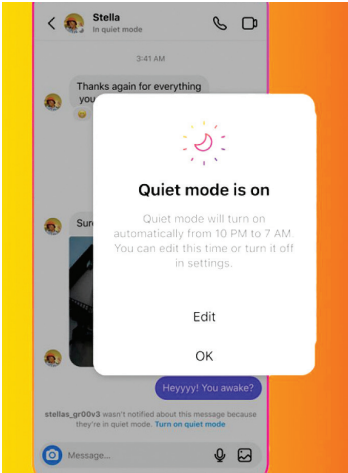 Stella
In quiet mode
3:41 AM
Thanks again for everything
you
Quiet mode is on
Sure
Quiet mode will turn on
automatically from 10 PM to 7 AM.
You can edit this time or turn it off
in settings.
Edit
OK
Heyyyy! You awake?
stellas_gr00v3 wasn't notified about this message because
they're in quiet mode. Turn on quiet mode
Message...